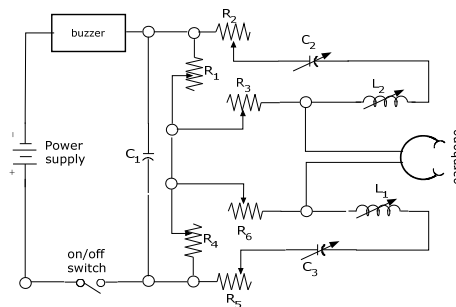 buzzer
R2
C2
R1
R3
L2
-
Power
supply
+
C1
earphone
L1
R4
R6
on/off
switch
C3
R5